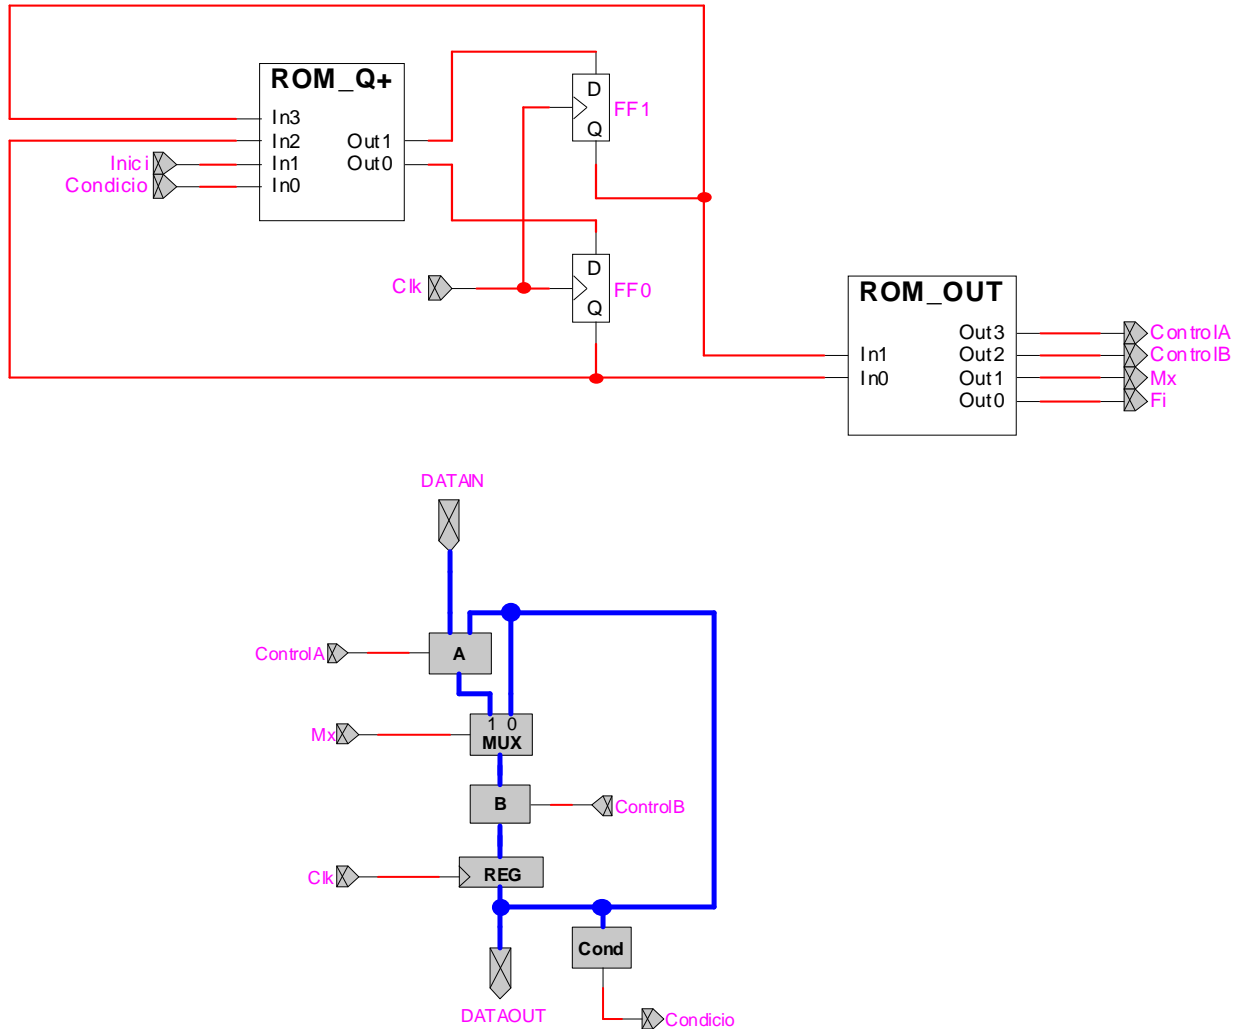 ROM_Q+
In3
In2
In1
In0
Out1
Out0
Inici
Condicio
D
Q
FF1
Clk
D
Q
FF0
ROM_OUT
In1
In0
Out3
Out2
Out1
Out0
ControlA
ControlB
Mx
Fi
DATAIN
ControlA
A
Mx
1 0
MUX
B
ControlB
Clk
REG
Cond
DATAOUT
Condicio